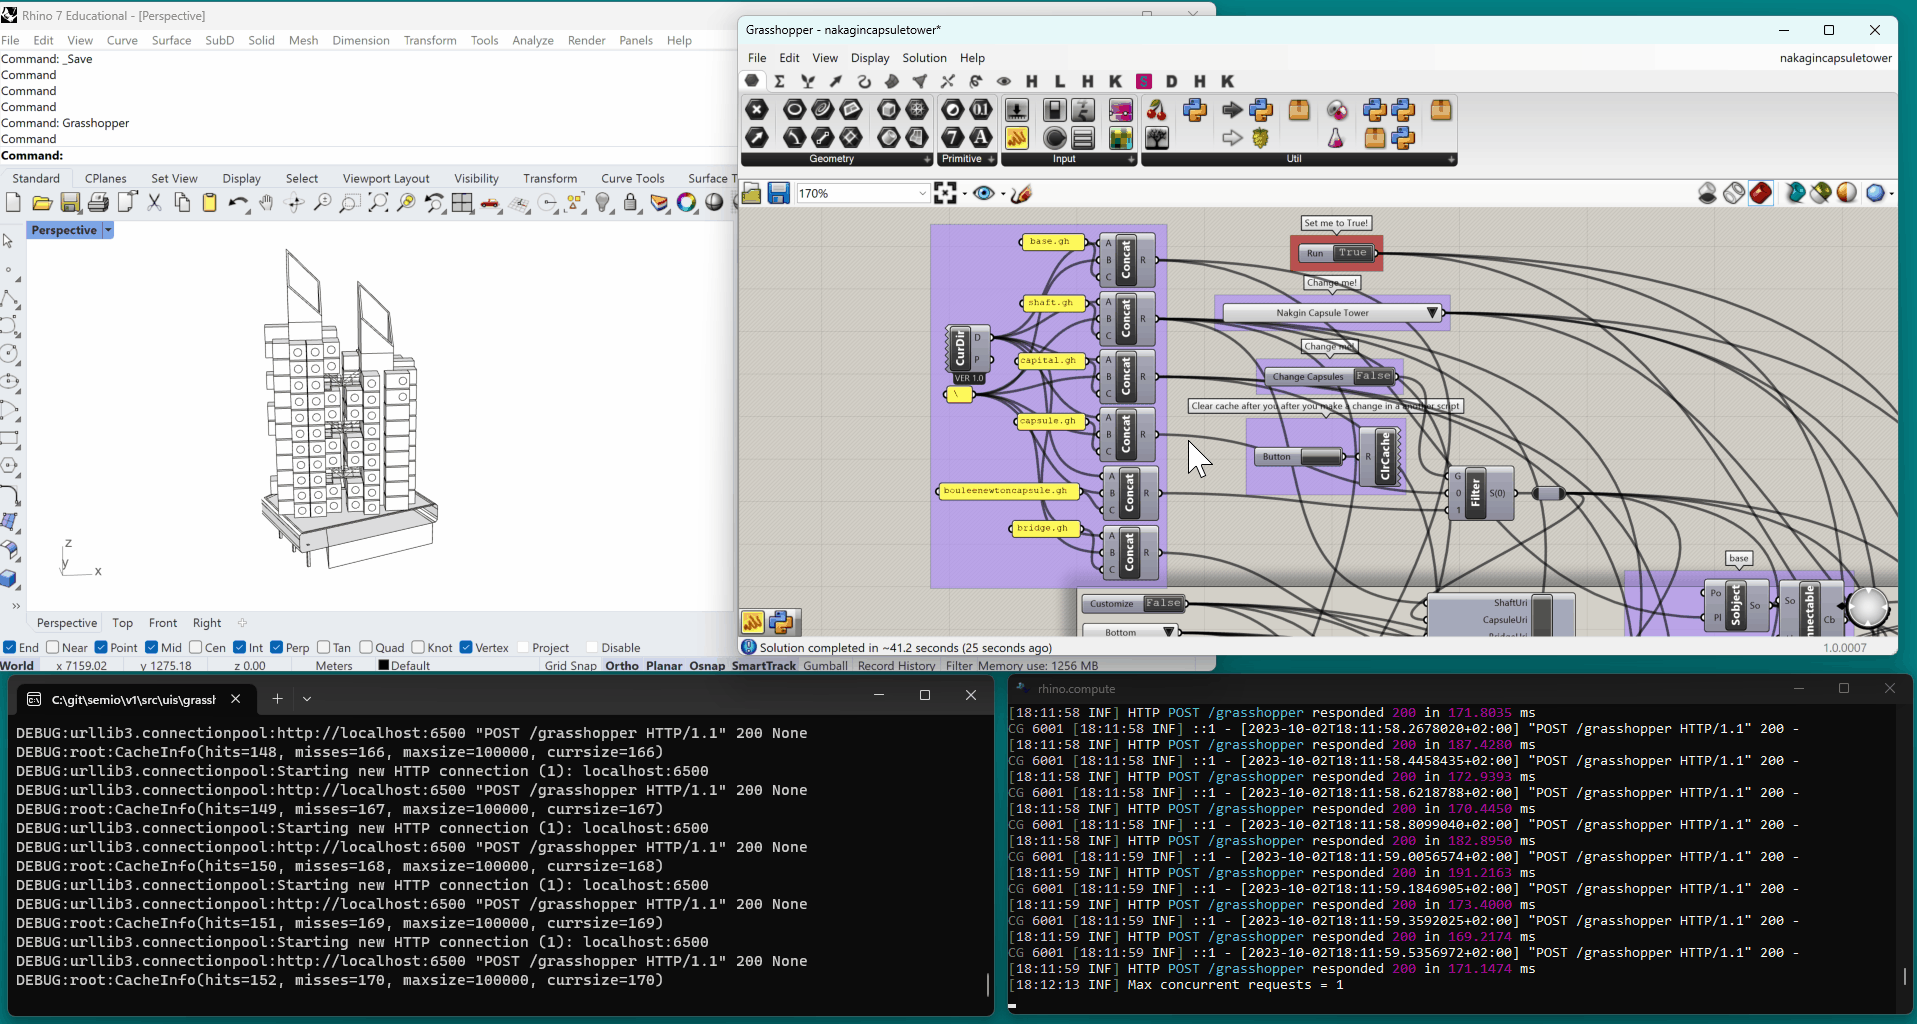 Rhino 7 Educational - [Perspective]
File Edit View Curve Surface SubD Solid Mesh Dimension Transform Tools Analyze Render Panels Help
Command: _Save
Command
Command
Command
Command: Grasshopper
Command
Command:
Standard CPlanes Set View Display Select Viewport Layout Visibility Transform Curve Tools Surface T
Perspective
z
y
x
Perspective Top Front Right
End Near Point Mid Cen Int Perp Tan Quad Knot Vertex Project Disable
World x 7159.02 y 1275.18 z 0.00 Meters Default Grid Snap Ortho Planar Osnap SmartTrack Gumball Record History Filter Memory use: 1256 MB
Grasshopper - nakagincapsuletower*
File Edit View Display Solution Help
nakagincapsuletower
H L H K S D H K
Geometry Primitive Input Util
170%
base.gh
A
B
C
Concat
R
shaft.gh
A
B
C
Concat
R
CurDir
D
P
VER 1.0
\
capital.gh
A
B
C
Concat
R
capsule.gh
A
B
C
Concat
R
bouleenewtoncapsule.gh
A
B
C
Concat
R
bridge.gh
A
B
C
Concat
R
Set me to True!
Run True
Change me!
Nakgin Capsule Tower
Change me!
Change Capsules False
Clear cache after you after you make a change in a another script
Button
R
ClrCache
G
0
1
Filter
S(0)
Customize False
Bottom
ShaftUri
CapsuleUri
base
Po
Pl
Sobject
So
So
Cb
1.0.0007
Solution completed in ~41.2 seconds (25 seconds ago)
C:\git\semio\v1\src\uis\grassh
DEBUG:urllib3.connectionpool:http://localhost:6500 "POST /grasshopper HTTP/1.1" 200 None
DEBUG:root:CacheInfo(hits=148, misses=166, maxsize=100000, currsize=166)
DEBUG:urllib3.connectionpool:Starting new HTTP connection (1): localhost:6500
DEBUG:urllib3.connectionpool:http://localhost:6500 "POST /grasshopper HTTP/1.1" 200 None
DEBUG:root:CacheInfo(hits=149, misses=167, maxsize=100000, currsize=167)
DEBUG:urllib3.connectionpool:Starting new HTTP connection (1): localhost:6500
DEBUG:urllib3.connectionpool:http://localhost:6500 "POST /grasshopper HTTP/1.1" 200 None
DEBUG:root:CacheInfo(hits=150, misses=168, maxsize=100000, currsize=168)
DEBUG:urllib3.connectionpool:Starting new HTTP connection (1): localhost:6500
DEBUG:urllib3.connectionpool:http://localhost:6500 "POST /grasshopper HTTP/1.1" 200 None
DEBUG:root:CacheInfo(hits=151, misses=169, maxsize=100000, currsize=169)
DEBUG:urllib3.connectionpool:Starting new HTTP connection (1): localhost:6500
DEBUG:urllib3.connectionpool:http://localhost:6500 "POST /grasshopper HTTP/1.1" 200 None
DEBUG:root:CacheInfo(hits=152, misses=170, maxsize=100000, currsize=170)
rhino.compute
[18:11:58 INF] HTTP POST /grasshopper responded 200 in 171.8035 ms
CG 6001 [18:11:58 INF] ::1 - [2023-10-02T18:11:58.2678020+02:00] "POST /grasshopper HTTP/1.1" 200 -
[18:11:58 INF] HTTP POST /grasshopper responded 200 in 187.4280 ms
CG 6001 [18:11:58 INF] ::1 - [2023-10-02T18:11:58.4458435+02:00] "POST /grasshopper HTTP/1.1" 200 -
[18:11:58 INF] HTTP POST /grasshopper responded 200 in 172.9393 ms
CG 6001 [18:11:58 INF] ::1 - [2023-10-02T18:11:58.6218788+02:00] "POST /grasshopper HTTP/1.1" 200 -
[18:11:58 INF] HTTP POST /grasshopper responded 200 in 170.4450 ms
CG 6001 [18:11:58 INF] ::1 - [2023-10-02T18:11:58.8099040+02:00] "POST /grasshopper HTTP/1.1" 200 -
[18:11:58 INF] HTTP POST /grasshopper responded 200 in 182.8950 ms
CG 6001 [18:11:59 INF] ::1 - [2023-10-02T18:11:59.0056574+02:00] "POST /grasshopper HTTP/1.1" 200 -
[18:11:59 INF] HTTP POST /grasshopper responded 200 in 191.2163 ms
CG 6001 [18:11:59 INF] ::1 - [2023-10-02T18:11:59.1846905+02:00] "POST /grasshopper HTTP/1.1" 200 -
[18:11:59 INF] HTTP POST /grasshopper responded 200 in 173.4000 ms
CG 6001 [18:11:59 INF] ::1 - [2023-10-02T18:11:59.3592025+02:00] "POST /grasshopper HTTP/1.1" 200 -
[18:11:59 INF] HTTP POST /grasshopper responded 200 in 169.2174 ms
CG 6001 [18:11:59 INF] ::1 - [2023-10-02T18:11:59.5356972+02:00] "POST /grasshopper HTTP/1.1" 200 -
[18:11:59 INF] HTTP POST /grasshopper responded 200 in 171.1474 ms
[18:12:13 INF] Max concurrent requests = 1